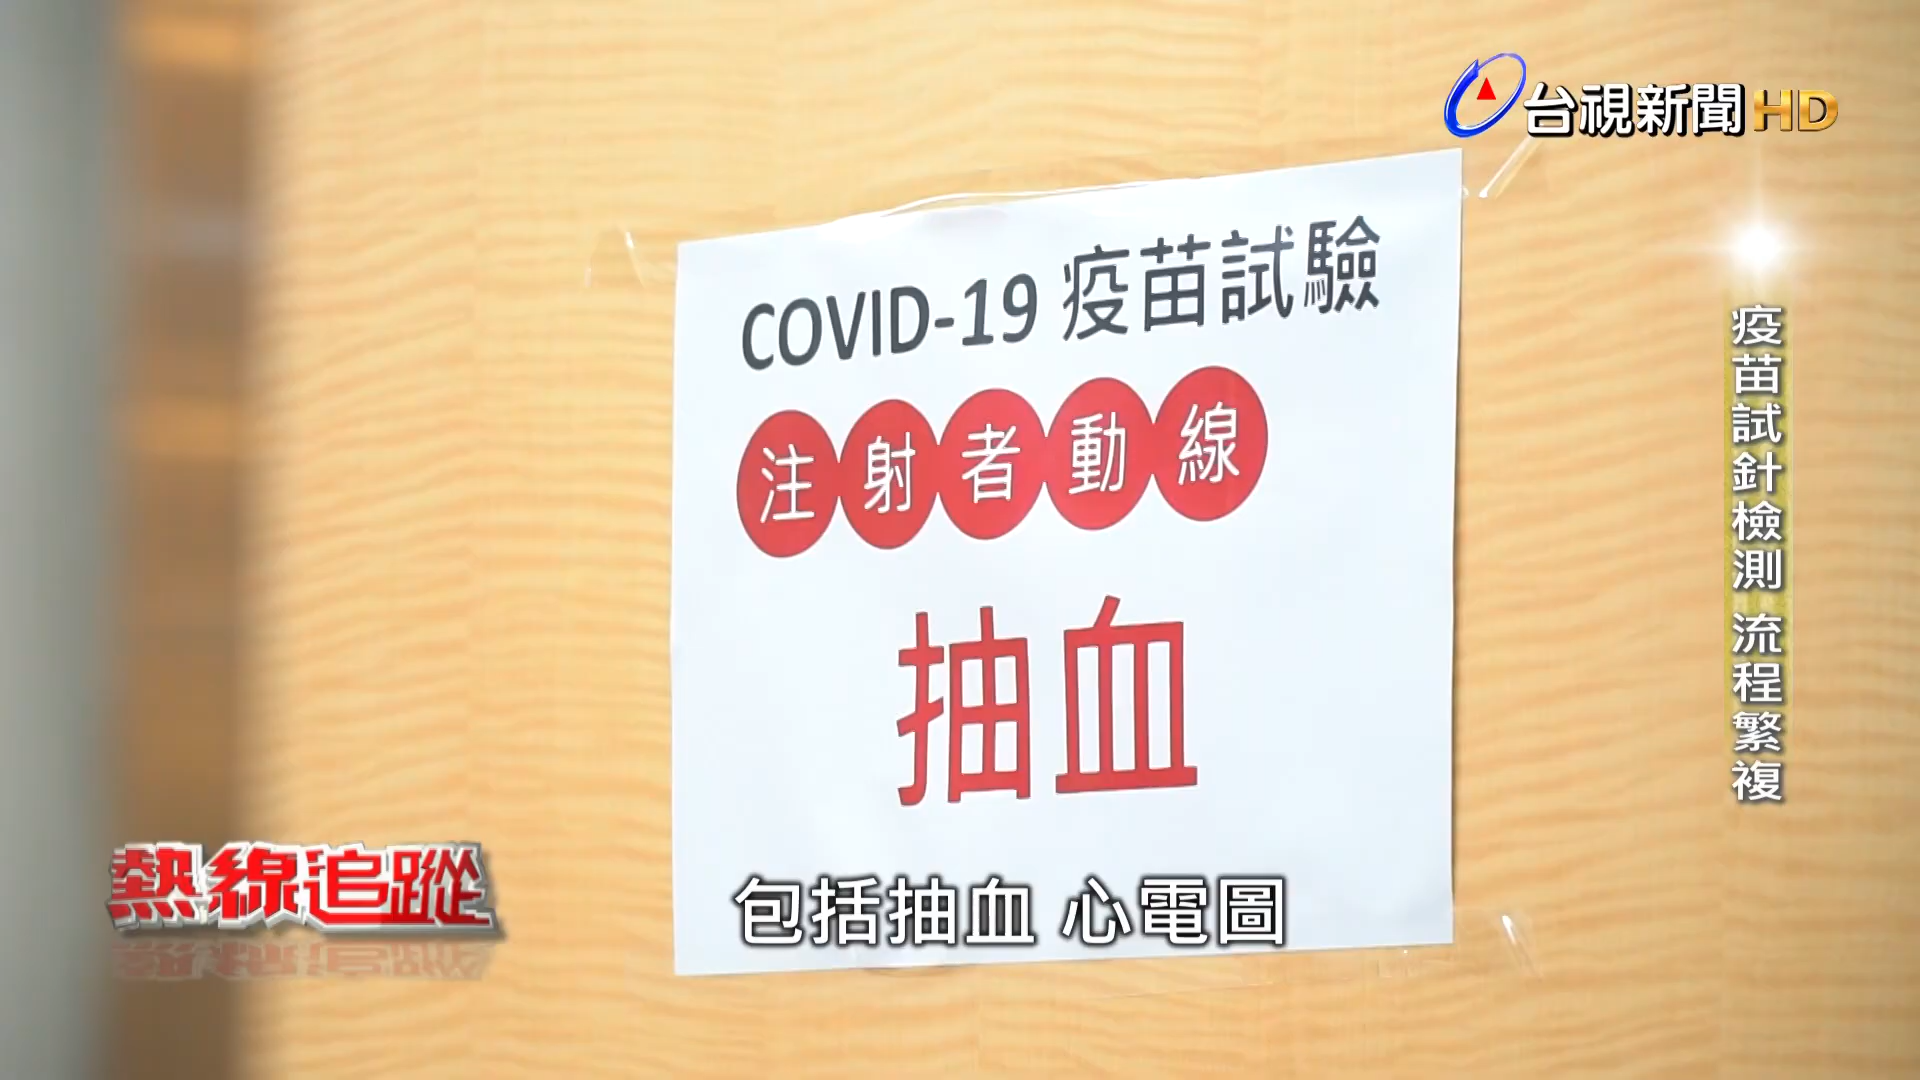 台視新聞HD
COVID-19 疫苗試驗
注射者動線
抽血
疫苗試針檢測 流程繁複
熱線追蹤
包括抽血 心電圖